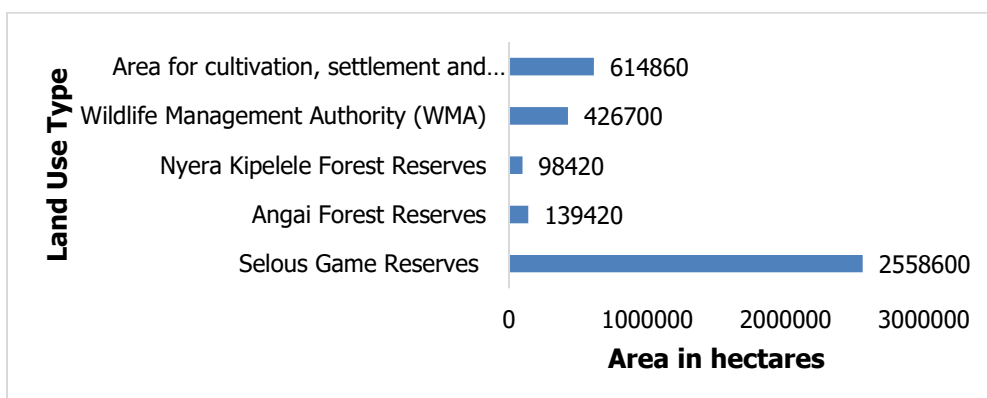 Land Use Type
Area for cultivation, settlement and… 614860
Wildlife Management Authority (WMA) 426700
Nyera Kipelele Forest Reserves 98420
Angai Forest Reserves 139420
Selous Game Reserves 2558600
0 1000000 2000000 3000000
Area in hectares